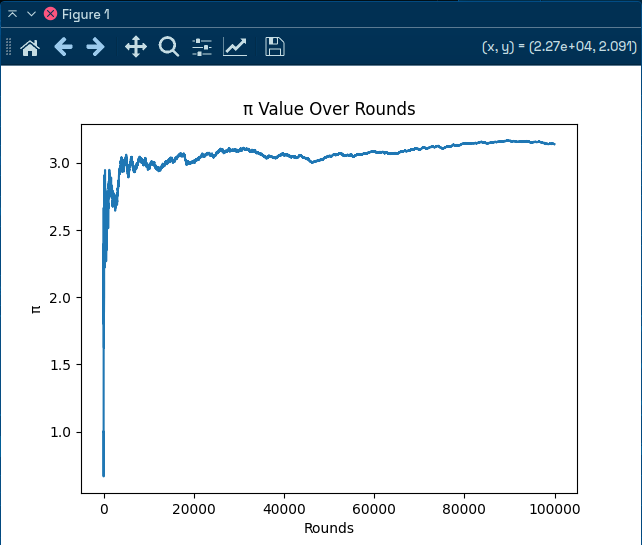 Figure 1
(x, y) = (2.27e+04, 2.091)
π Value Over Rounds
3.0
2.5
2.0
1.5
1.0
π
0 20000 40000 60000 80000 100000
Rounds